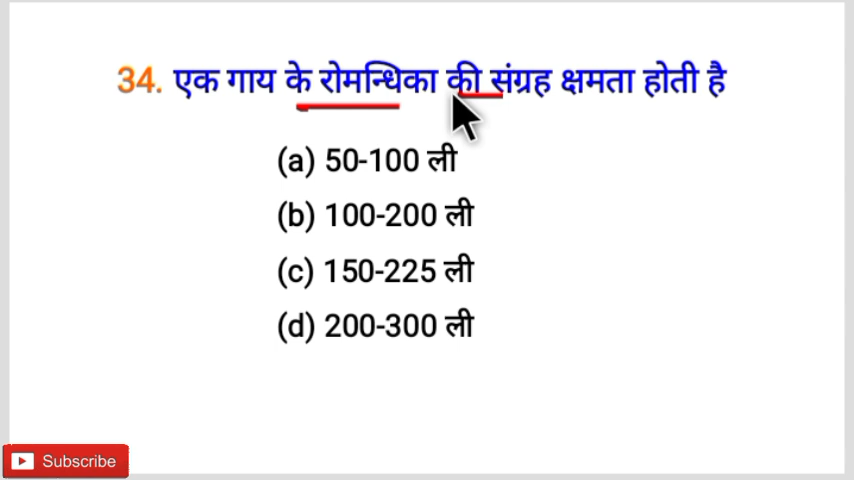 34. एक गाय के रोमन्धिका की संग्रह क्षमता होती है
(a) 50-100 ली
(b) 100-200 ली
(c) 150-225 ली
(d) 200-300 ली
Subscribe